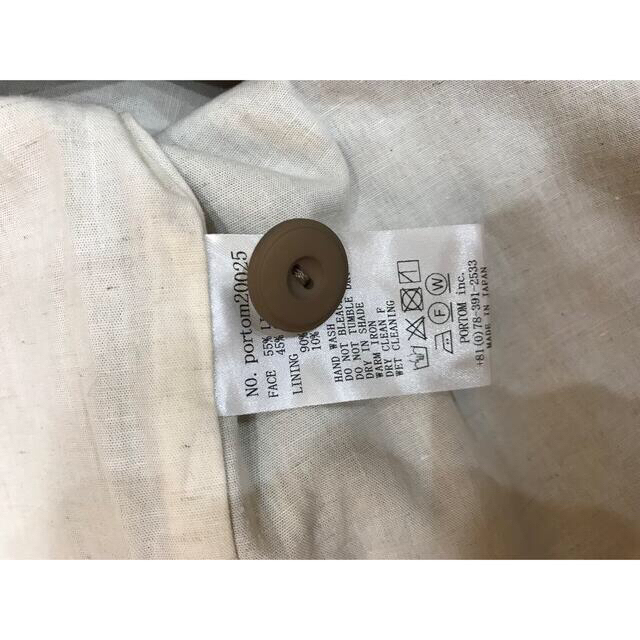 NO. portom20025
FACE 55%
45%
LINING 90%
10%
HAND WASH
DO NOT BLEACH
DO NOT TUMBLE
DRY IN SHADE
WARM IRON
DRY CLEAN F
WET CLEANING
F W
PORTOM inc.
+81(0)78-391-2533
MADE IN JAPAN